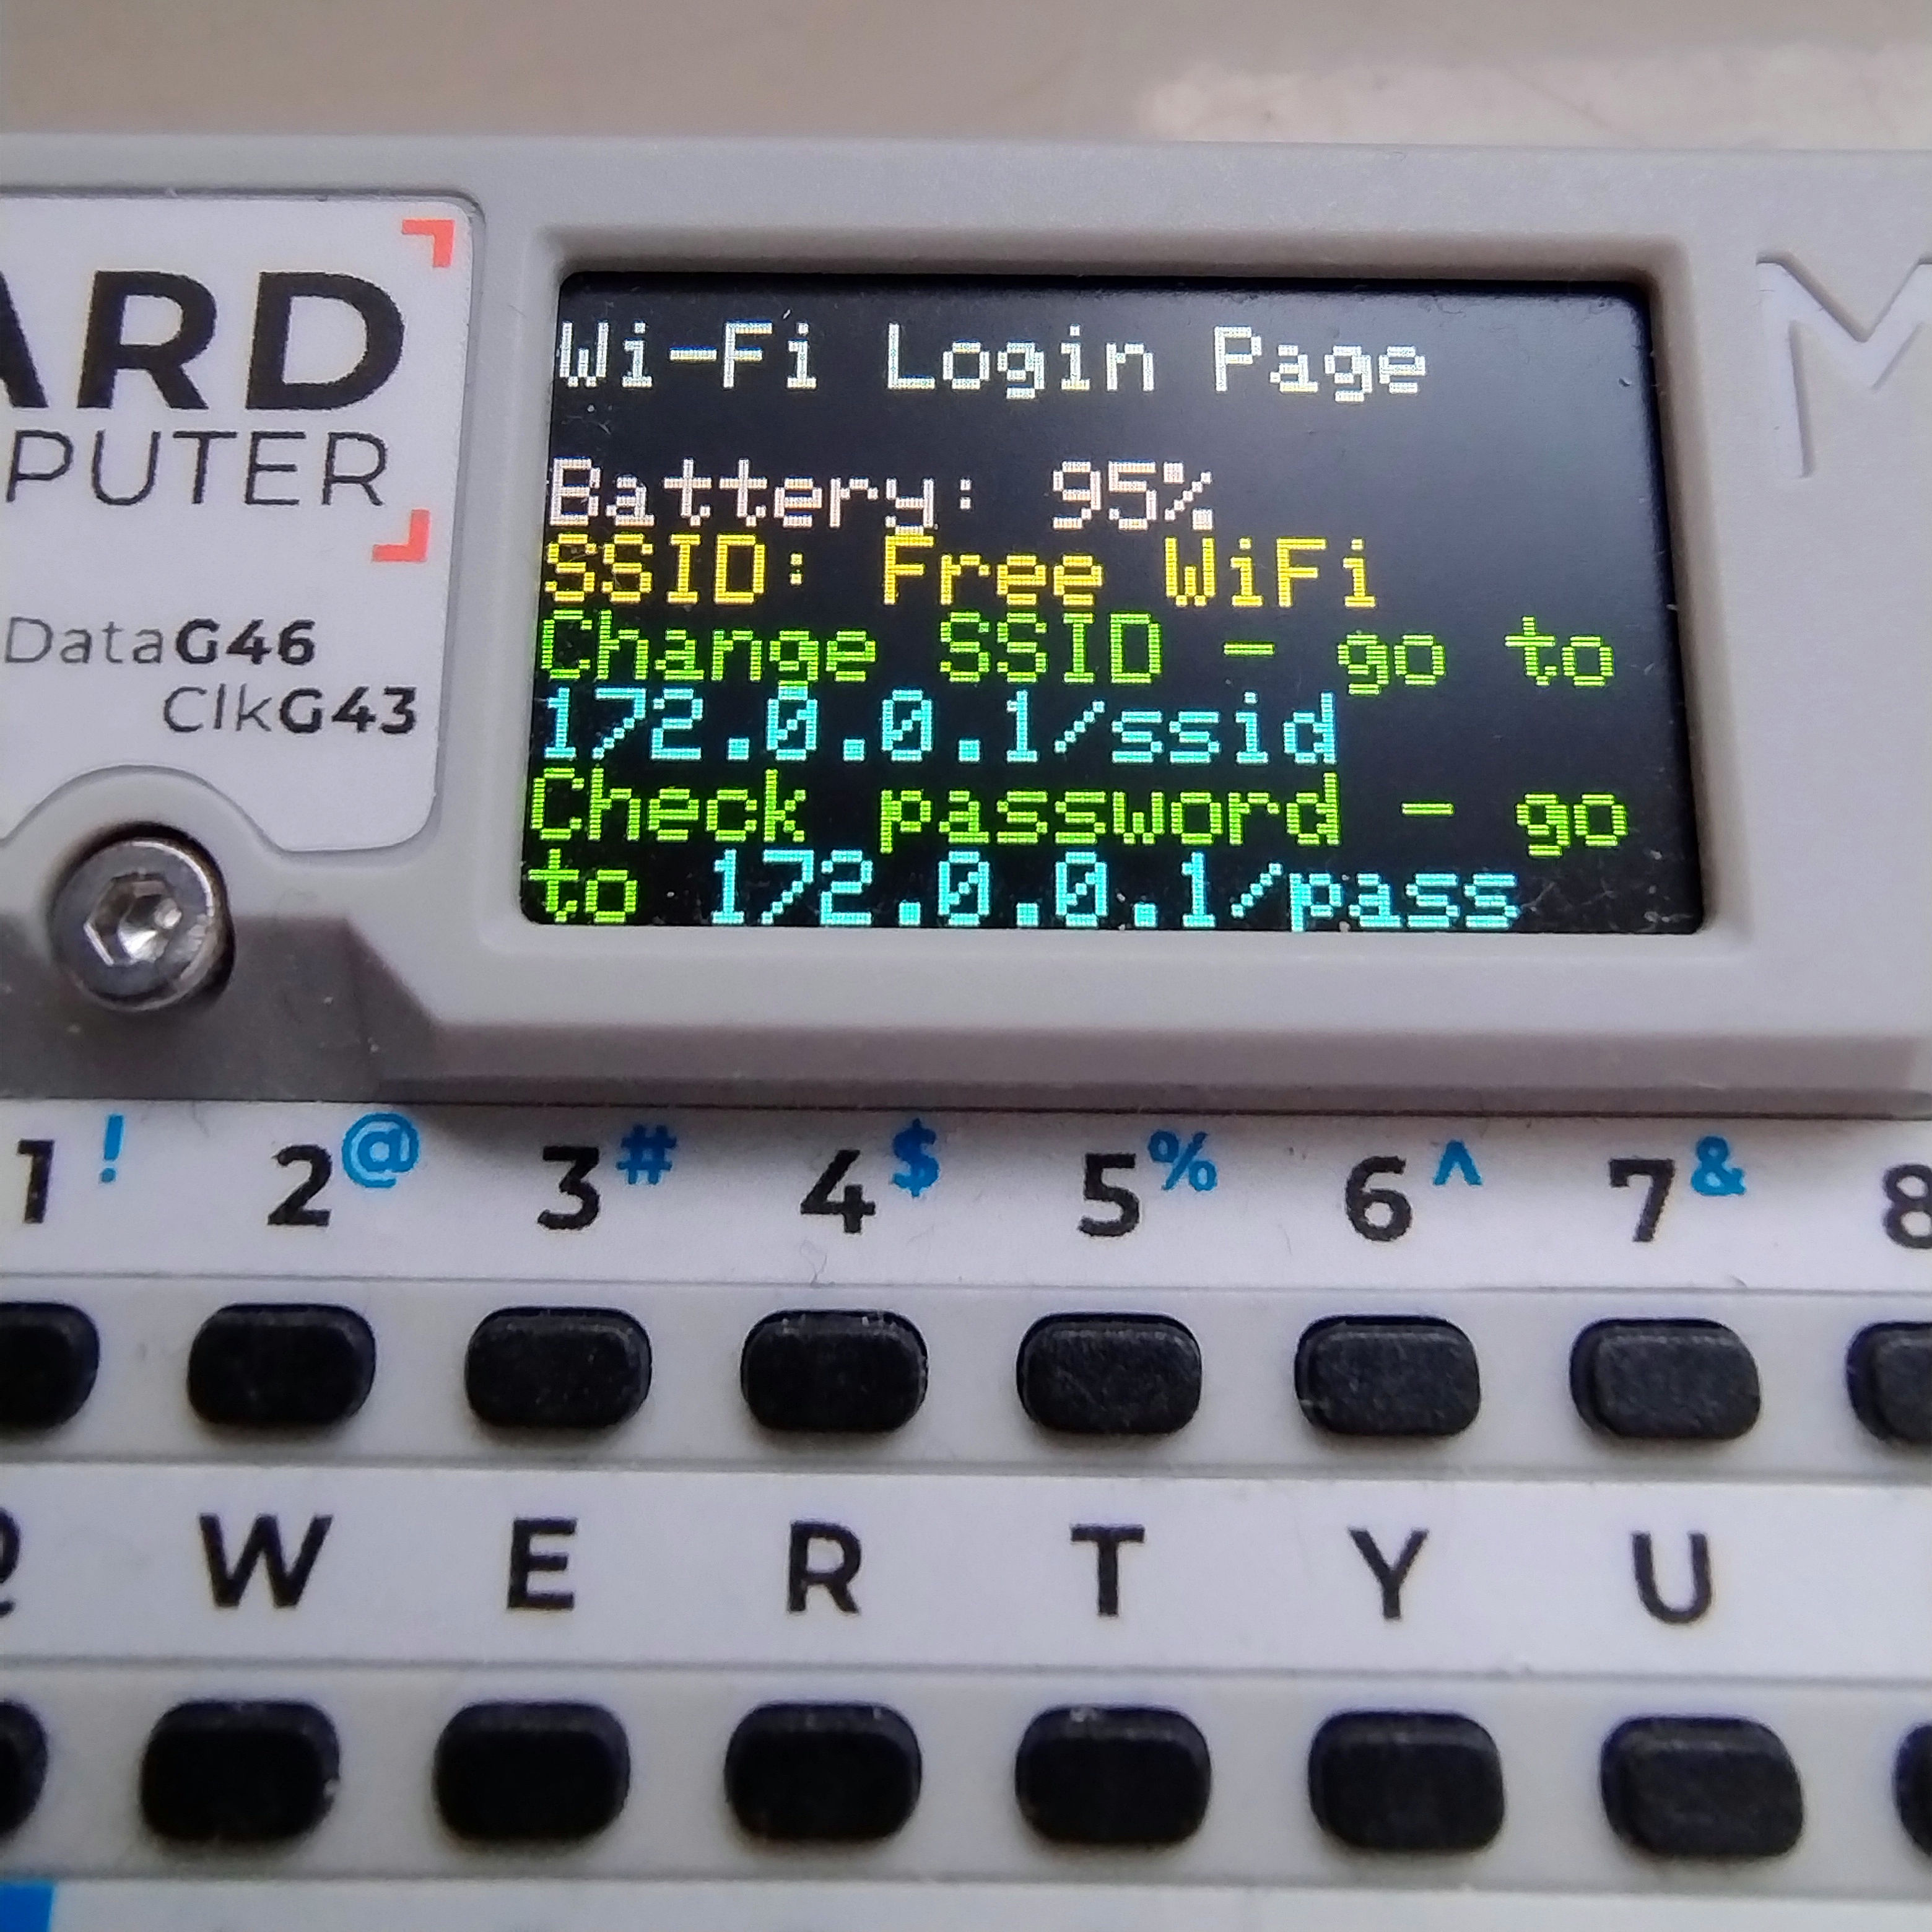 ARD
PUTER
DataG46
ClkG43
Wi-Fi Login Page
Battery: 95%
SSID: Free WiFi
Change SSID - go to
172.0.0.1/ssid
Check password - go
to 172.0.0.1/pass
M
1 ! 2 @ 3 # 4 $ 5 % 6 ^ 7 & 8
Q W E R T Y U